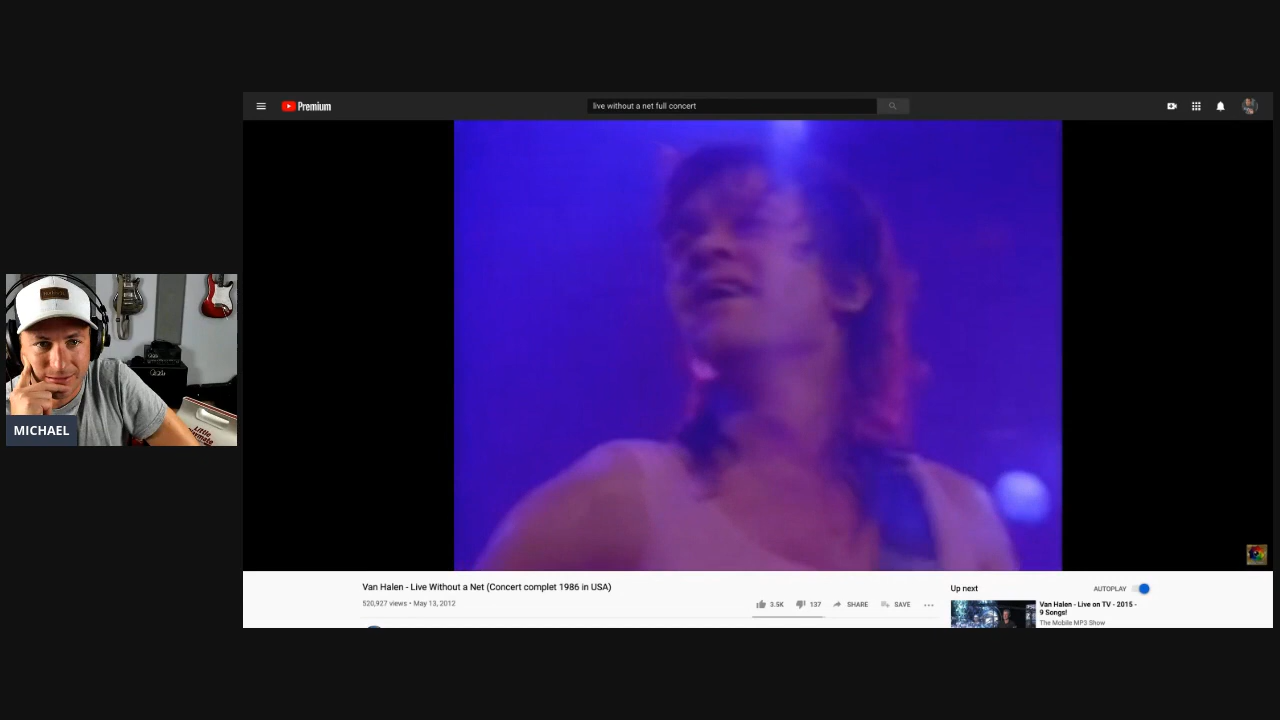 Premium
live without a net full concert
MICHAEL
Van Halen - Live Without a Net (Concert complet 1986 in USA)
520,927 views • May 13, 2012
3.5K
137
SHARE
SAVE
Up next
AUTOPLAY
Van Halen - Live on TV - 2015 -
9 Songs!
The Mobile MP3 Show